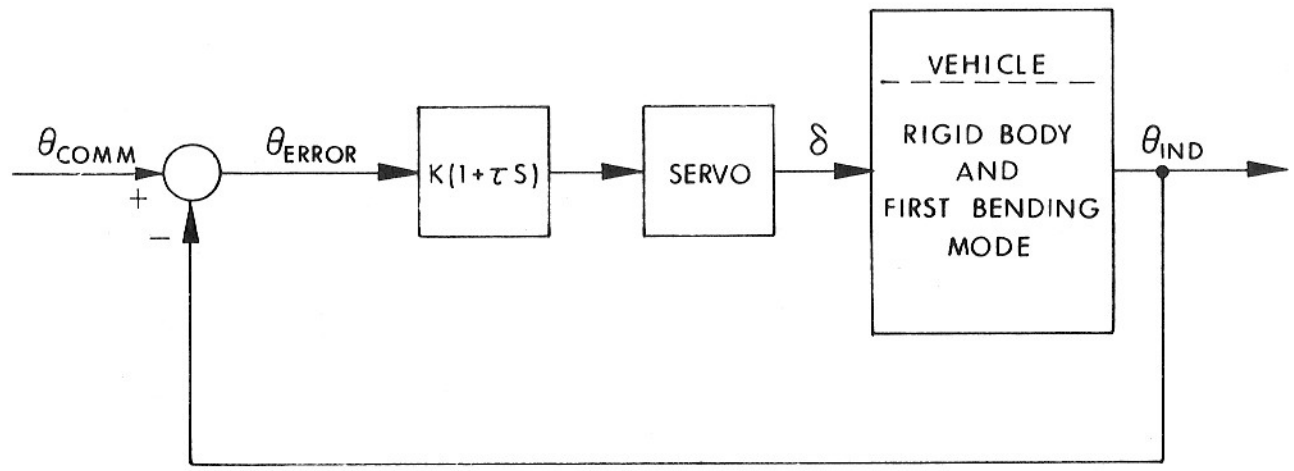 θCOMM
+
−
θERROR
K(1+τS)
SERVO
δ
VEHICLE
RIGID BODY
AND
FIRST BENDING
MODE
θIND